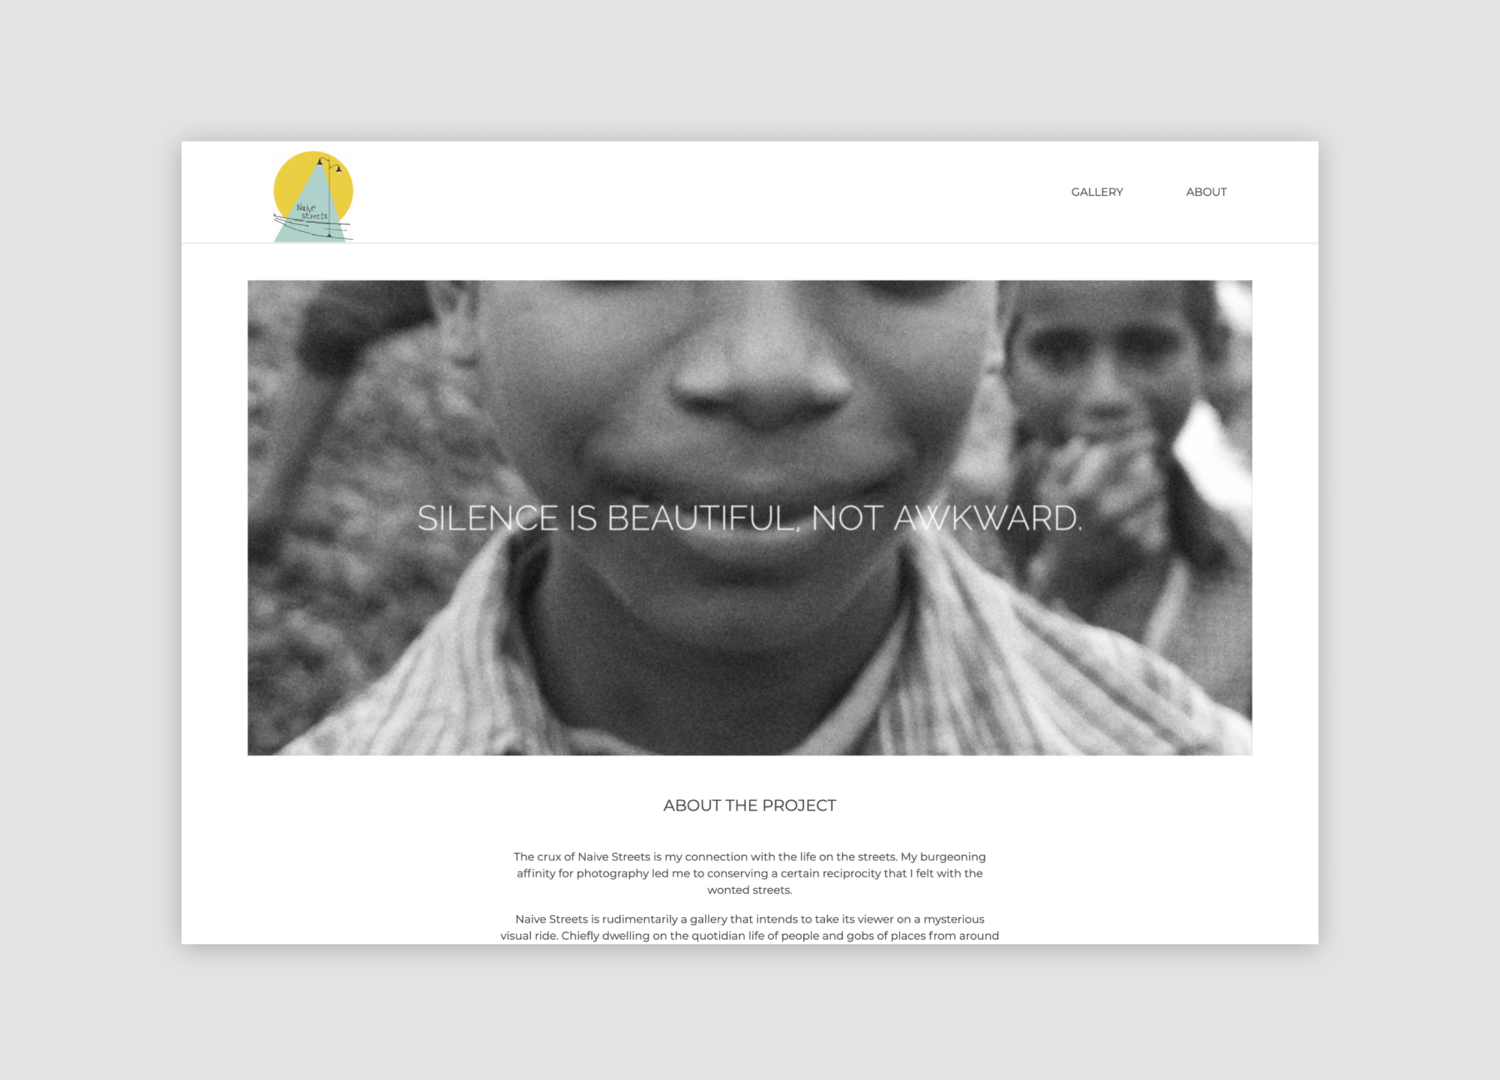 Naive
streets
GALLERY
ABOUT
SILENCE IS BEAUTIFUL, NOT AWKWARD.
ABOUT THE PROJECT
The crux of Naive Streets is my connection with the life on the streets. My burgeoning
affinity for photography led me to conserving a certain reciprocity that I felt with the
wonted streets.
Naive Streets is rudimentarily a gallery that intends to take its viewer on a mysterious
visual ride. Chiefly dwelling on the quotidian life of people and gobs of places from around